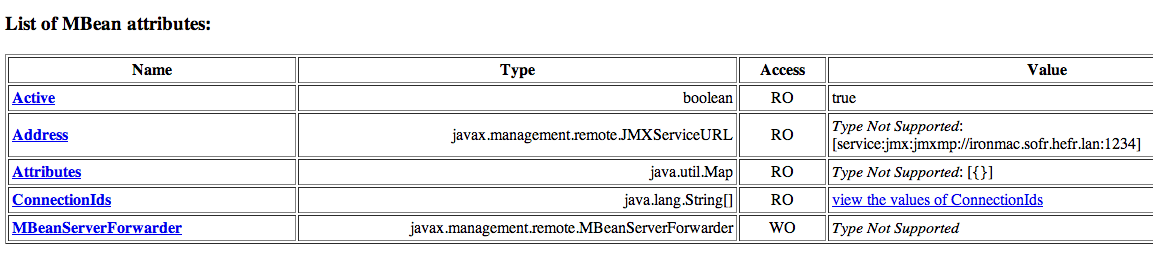 List of MBean attributes:
Name Type Access Value
Active boolean RO true
Address javax.management.remote.JMXServiceURL RO Type Not Supported:
[service:jmx:jmxmp://ironmac.sofr.hefr.lan:1234]
Attributes java.util.Map RO Type Not Supported: [{}]
ConnectionIds java.lang.String[] RO view the values of ConnectionIds
MBeanServerForwarder javax.management.remote.MBeanServerForwarder WO Type Not Supported